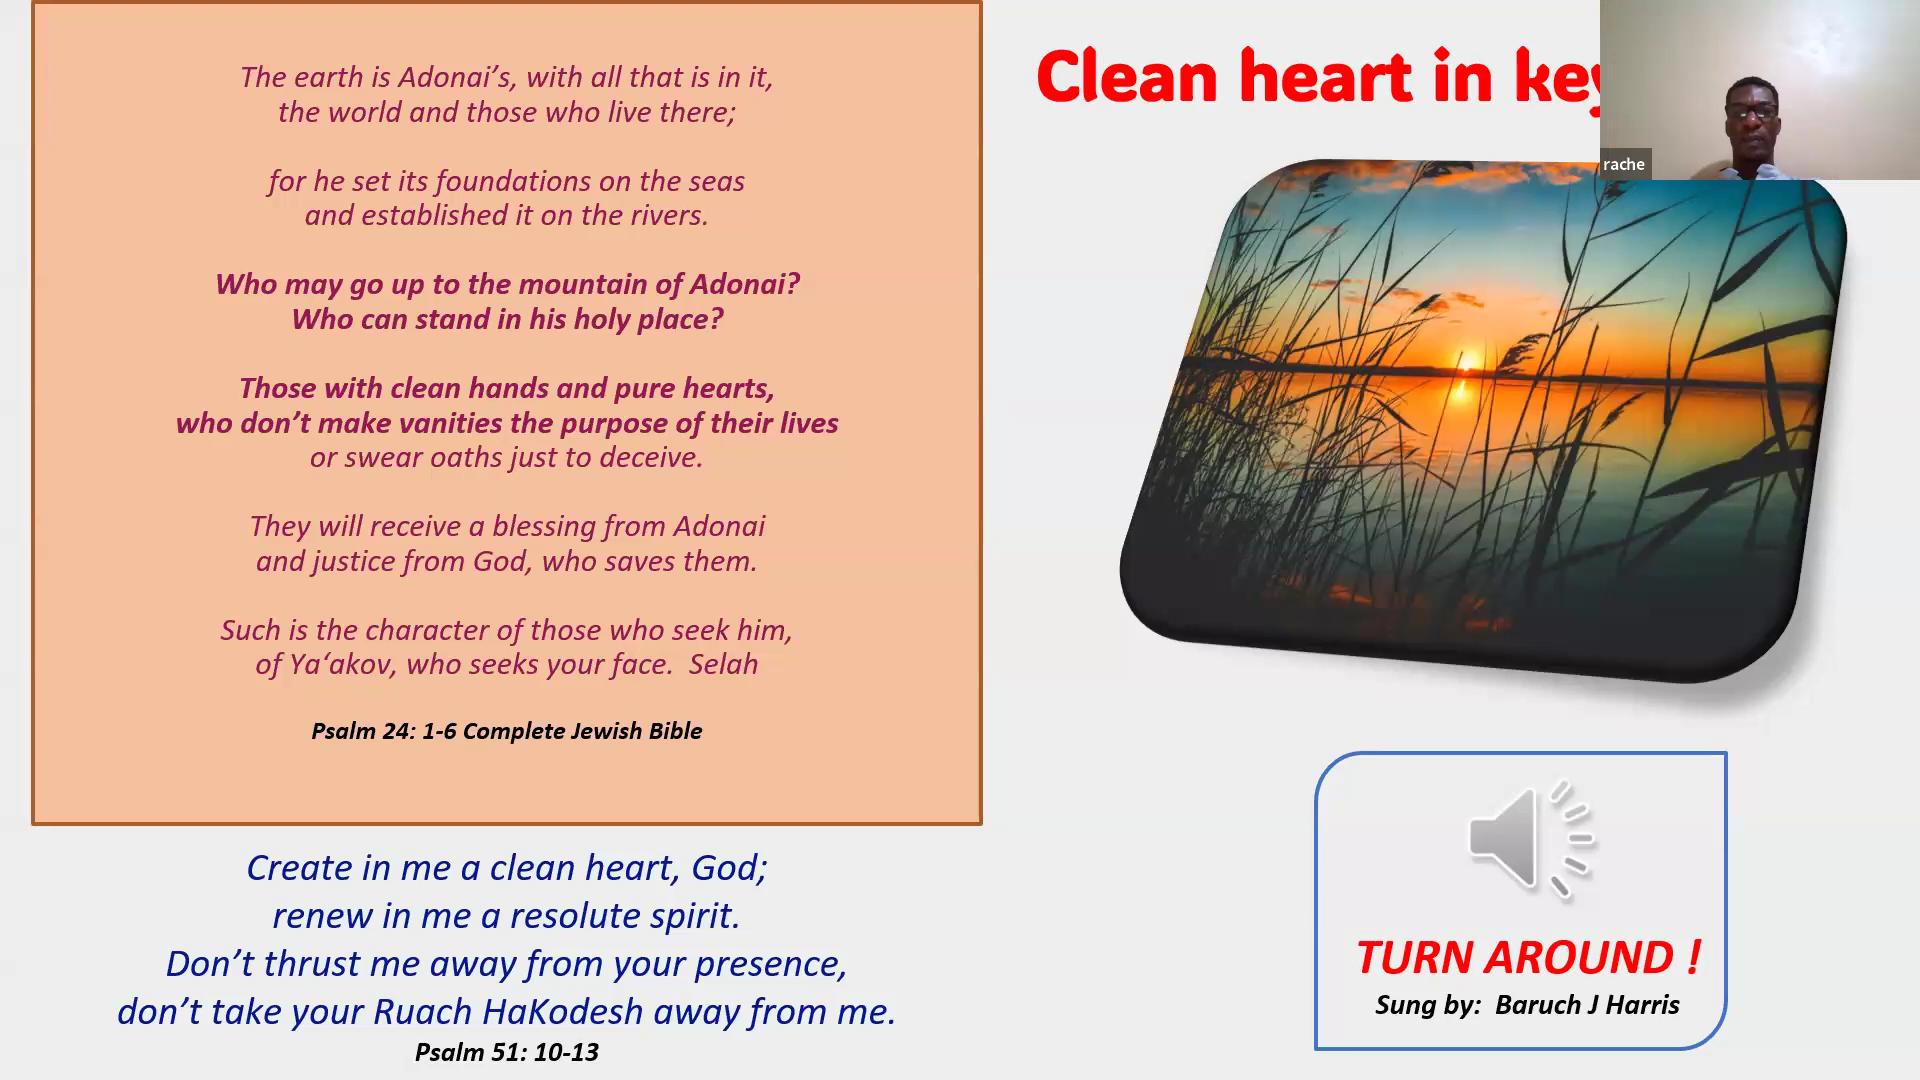 The earth is Adonai’s, with all that is in it,
the world and those who live there;
for he set its foundations on the seas
and established it on the rivers.
Who may go up to the mountain of Adonai?
Who can stand in his holy place?
Those with clean hands and pure hearts,
who don’t make vanities the purpose of their lives
or swear oaths just to deceive.
They will receive a blessing from Adonai
and justice from God, who saves them.
Such is the character of those who seek him,
of Ya‘akov, who seeks your face.  Selah
Psalm 24: 1-6 Complete Jewish Bible
Create in me a clean heart, God;
renew in me a resolute spirit.
Don’t thrust me away from your presence,
don’t take your Ruach HaKodesh away from me.
Psalm 51: 10-13
Clean heart in key
rache
TURN AROUND !
Sung by:  Baruch J Harris